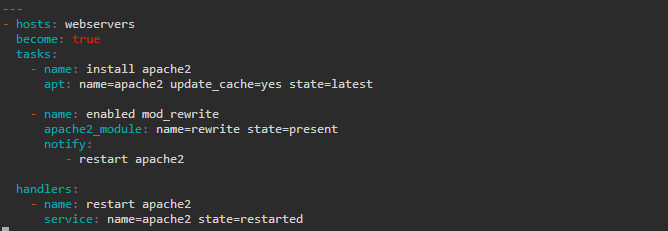 ---
- hosts: webservers
  become: true
  tasks:
    - name: install apache2
      apt: name=apache2 update_cache=yes state=latest

    - name: enabled mod_rewrite
      apache2_module: name=rewrite state=present
      notify:
         - restart apache2

  handlers:
    - name: restart apache2
      service: name=apache2 state=restarted